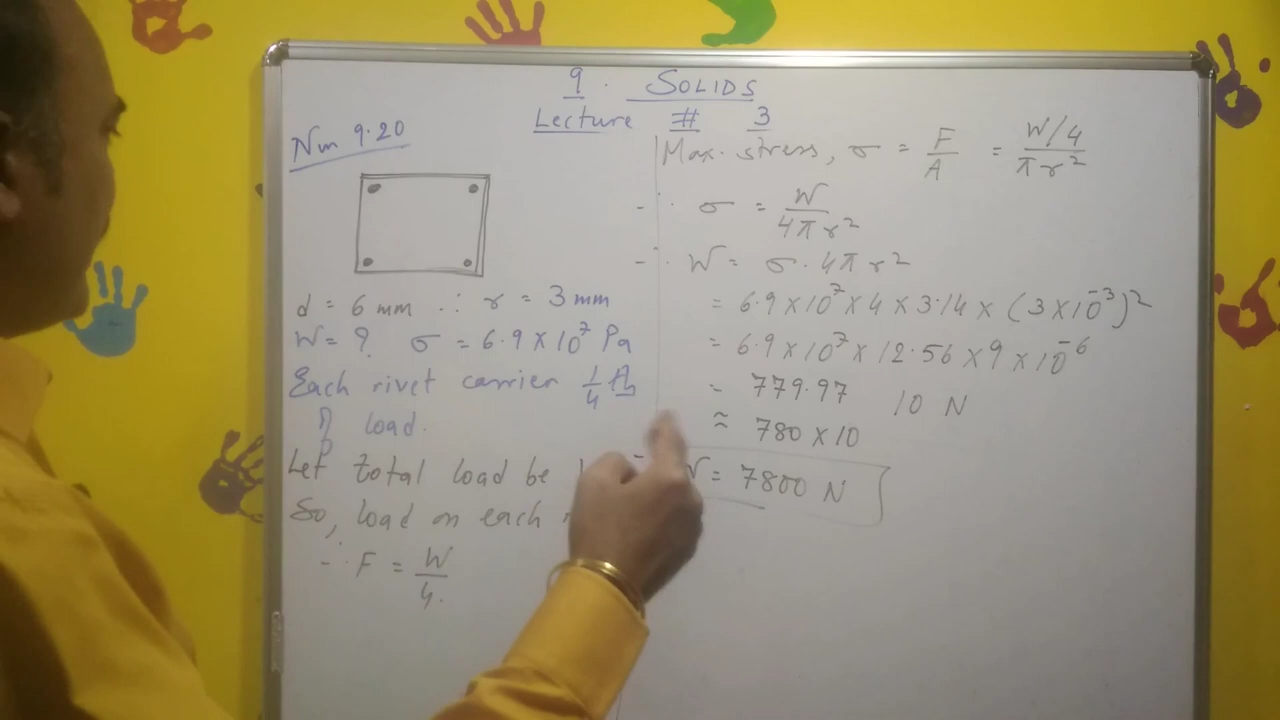 9. SOLIDS
Lecture # 3
Nm 9.20
d = 6 mm ∴ r = 3 mm
W = ? σ = 6.9 × 10⁷ Pa
Each rivet carrier 1/4 th
of load.
Let total load be
So, load on each
∴ F = W/4.
Max. stress, σ = F/A = (W/4)/(πr²)
∴ σ = W/(4πr²)
∴ W = σ · 4πr²
= 6.9 × 10⁷ × 4 × 3.14 × (3 × 10⁻³)²
= 6.9 × 10⁷ × 12.56 × 9 × 10⁻⁶
= 779.97 10 N
≈ 780 × 10
W = 7800 N